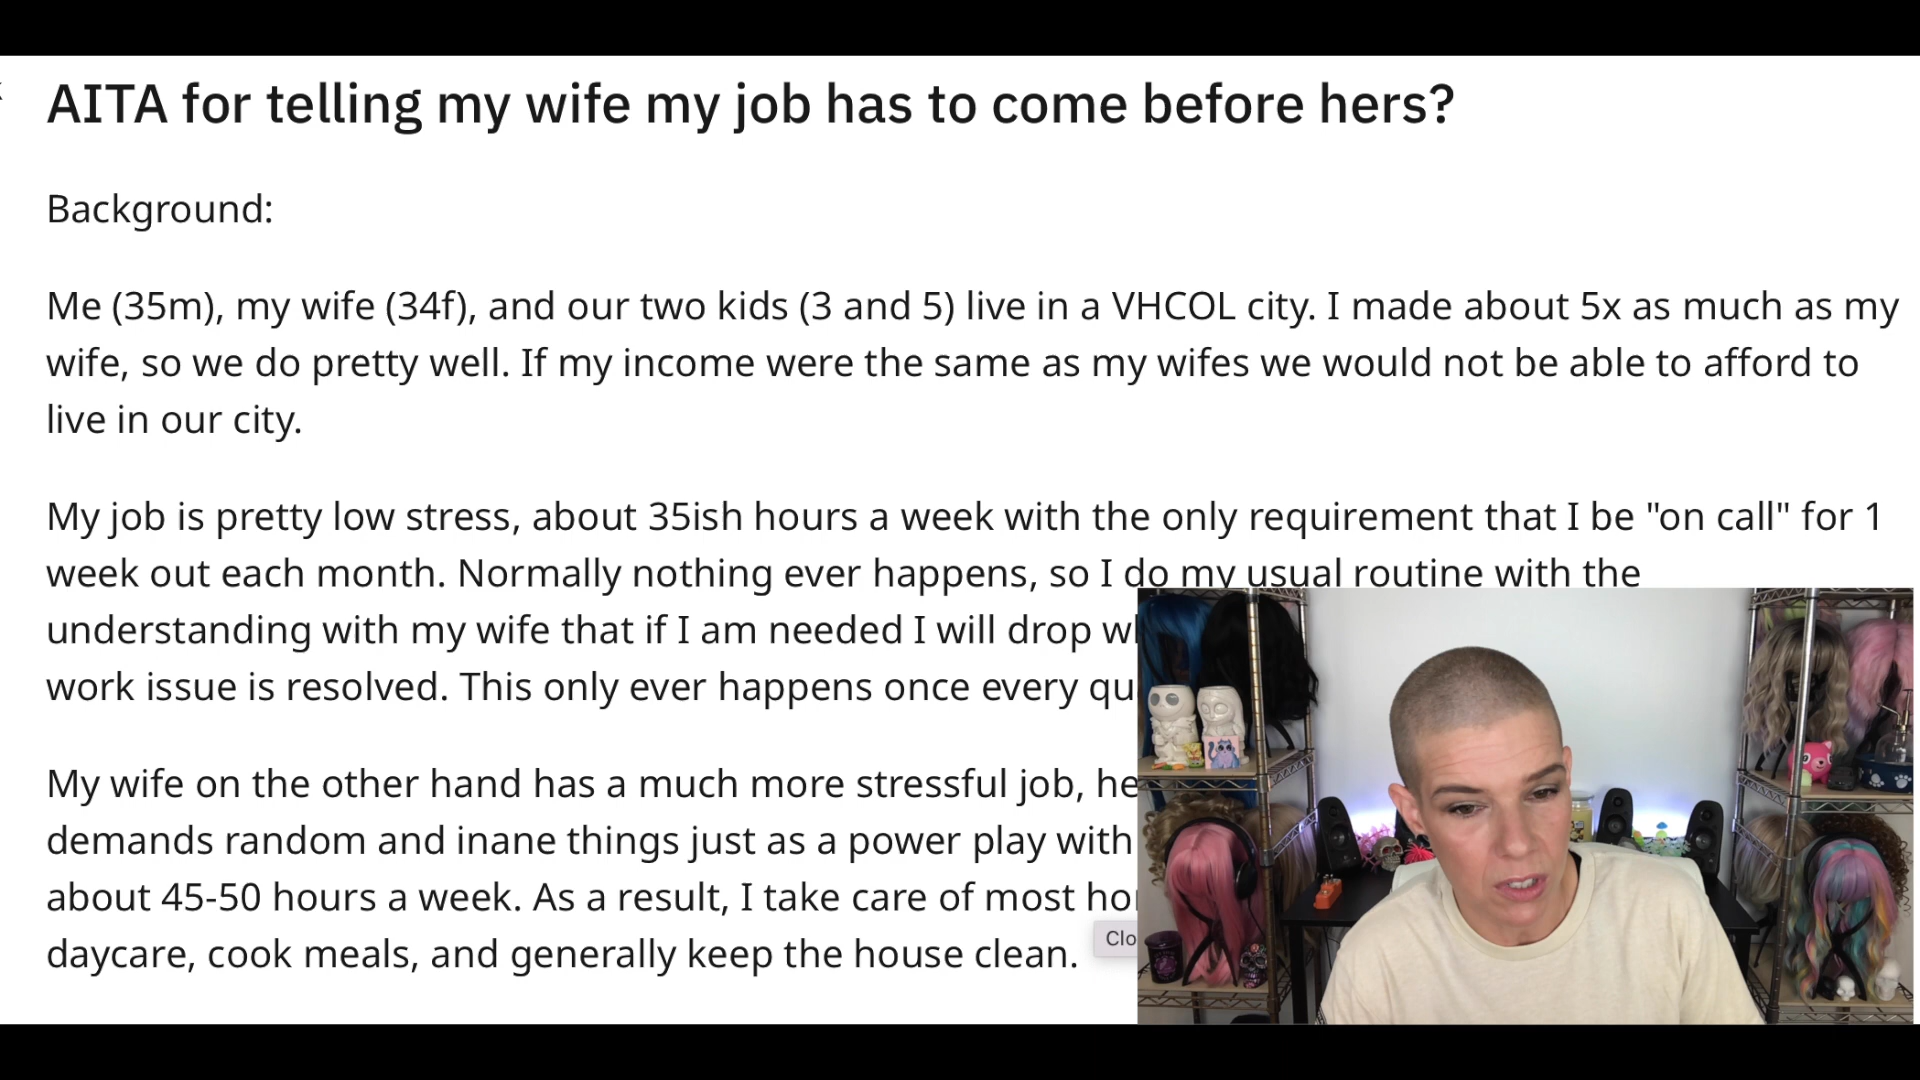 AITA for telling my wife my job has to come before hers?
Background:
Me (35m), my wife (34f), and our two kids (3 and 5) live in a VHCOL city. I made about 5x as much as my
wife, so we do pretty well. If my income were the same as my wifes we would not be able to afford to
live in our city.
My job is pretty low stress, about 35ish hours a week with the only requirement that I be "on call" for 1
week out each month. Normally nothing ever happens, so I do my usual routine with the
understanding with my wife that if I am needed I will drop
work issue is resolved. This only ever happens once every
My wife on the other hand has a much more stressful job,
demands random and inane things just as a power play with
about 45-50 hours a week. As a result, I take care of most
daycare, cook meals, and generally keep the house clean.